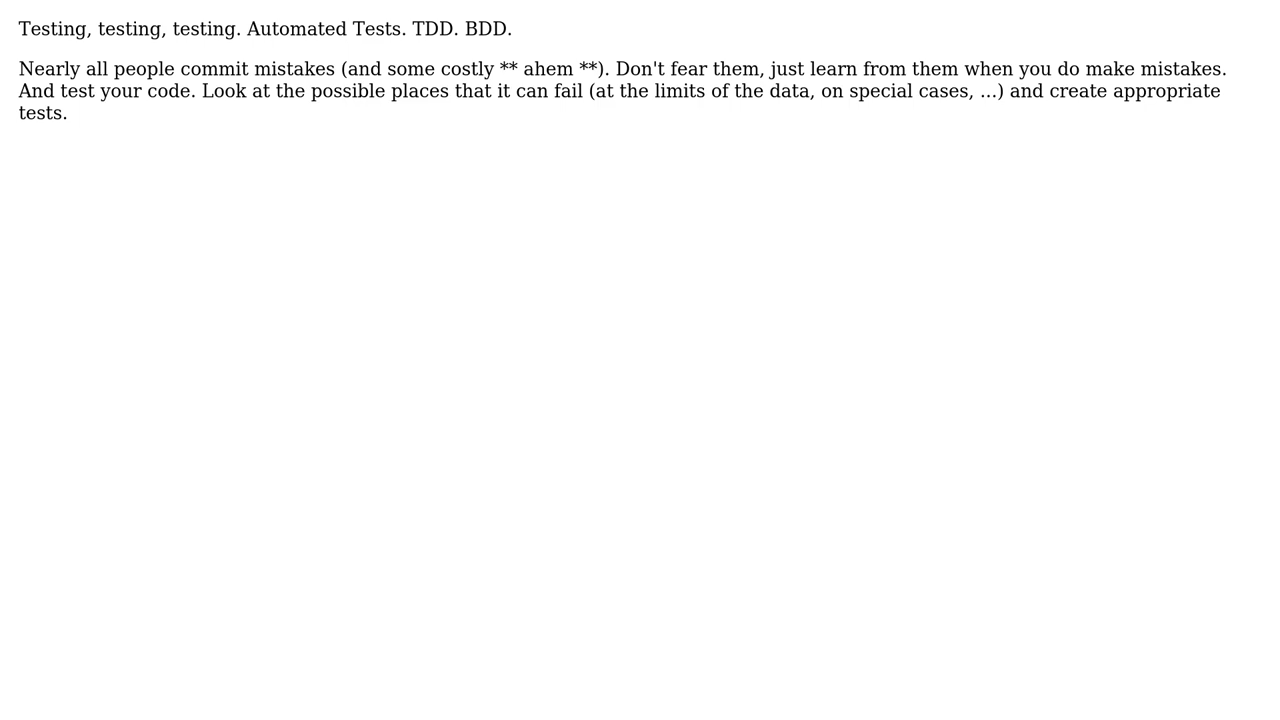 Testing, testing, testing. Automated Tests. TDD. BDD.
Nearly all people commit mistakes (and some costly ** ahem **). Don't fear them, just learn from them when you do make mistakes.
And test your code. Look at the possible places that it can fail (at the limits of the data, on special cases, ...) and create appropriate
tests.